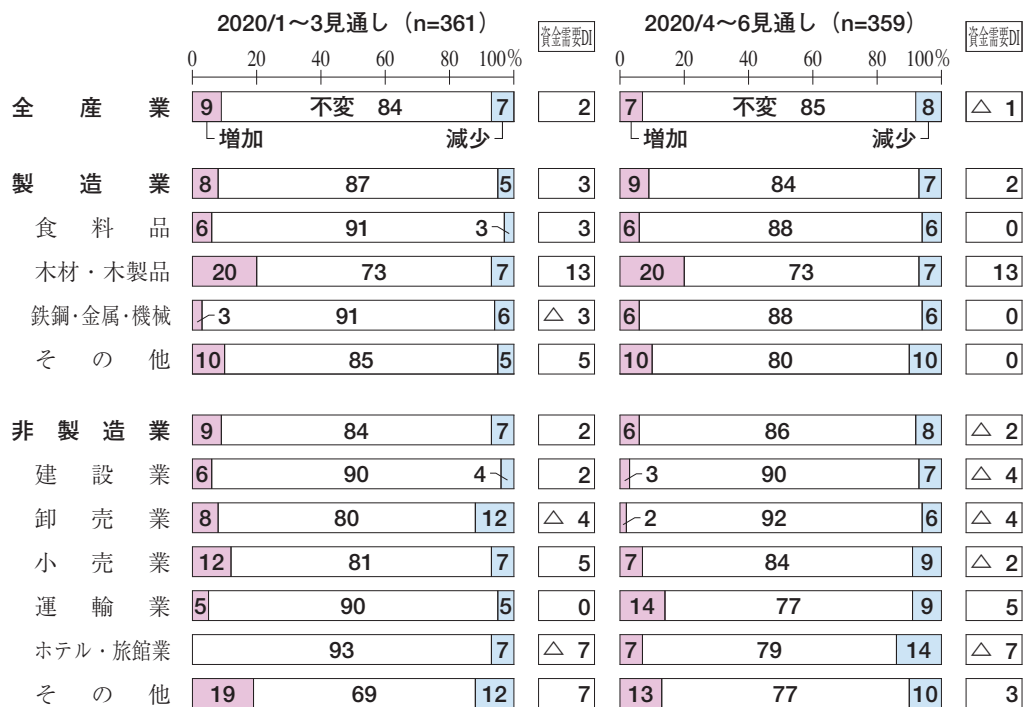 2020/1～3見通し（n=361） 資金需要DI 2020/4～6見通し（n=359） 資金需要DI
0 20 40 60 80 100% 0 20 40 60 80 100%
全産業 9 不変 84 7 2 7 不変 85 8 △ 1
増加 減少 増加 減少
製造業 8 87 5 3 9 84 7 2
食料品 6 91 3 3 6 88 6 0
木材・木製品 20 73 7 13 20 73 7 13
鉄鋼・金属・機械 3 91 6 △ 3 6 88 6 0
その他 10 85 5 5 10 80 10 0
非製造業 9 84 7 2 6 86 8 △ 2
建設業 6 90 4 2 3 90 7 △ 4
卸売業 8 80 12 △ 4 2 92 6 △ 4
小売業 12 81 7 5 7 84 9 △ 2
運輸業 5 90 5 0 14 77 9 5
ホテル・旅館業 93 7 △ 7 7 79 14 △ 7
その他 19 69 12 7 13 77 10 3